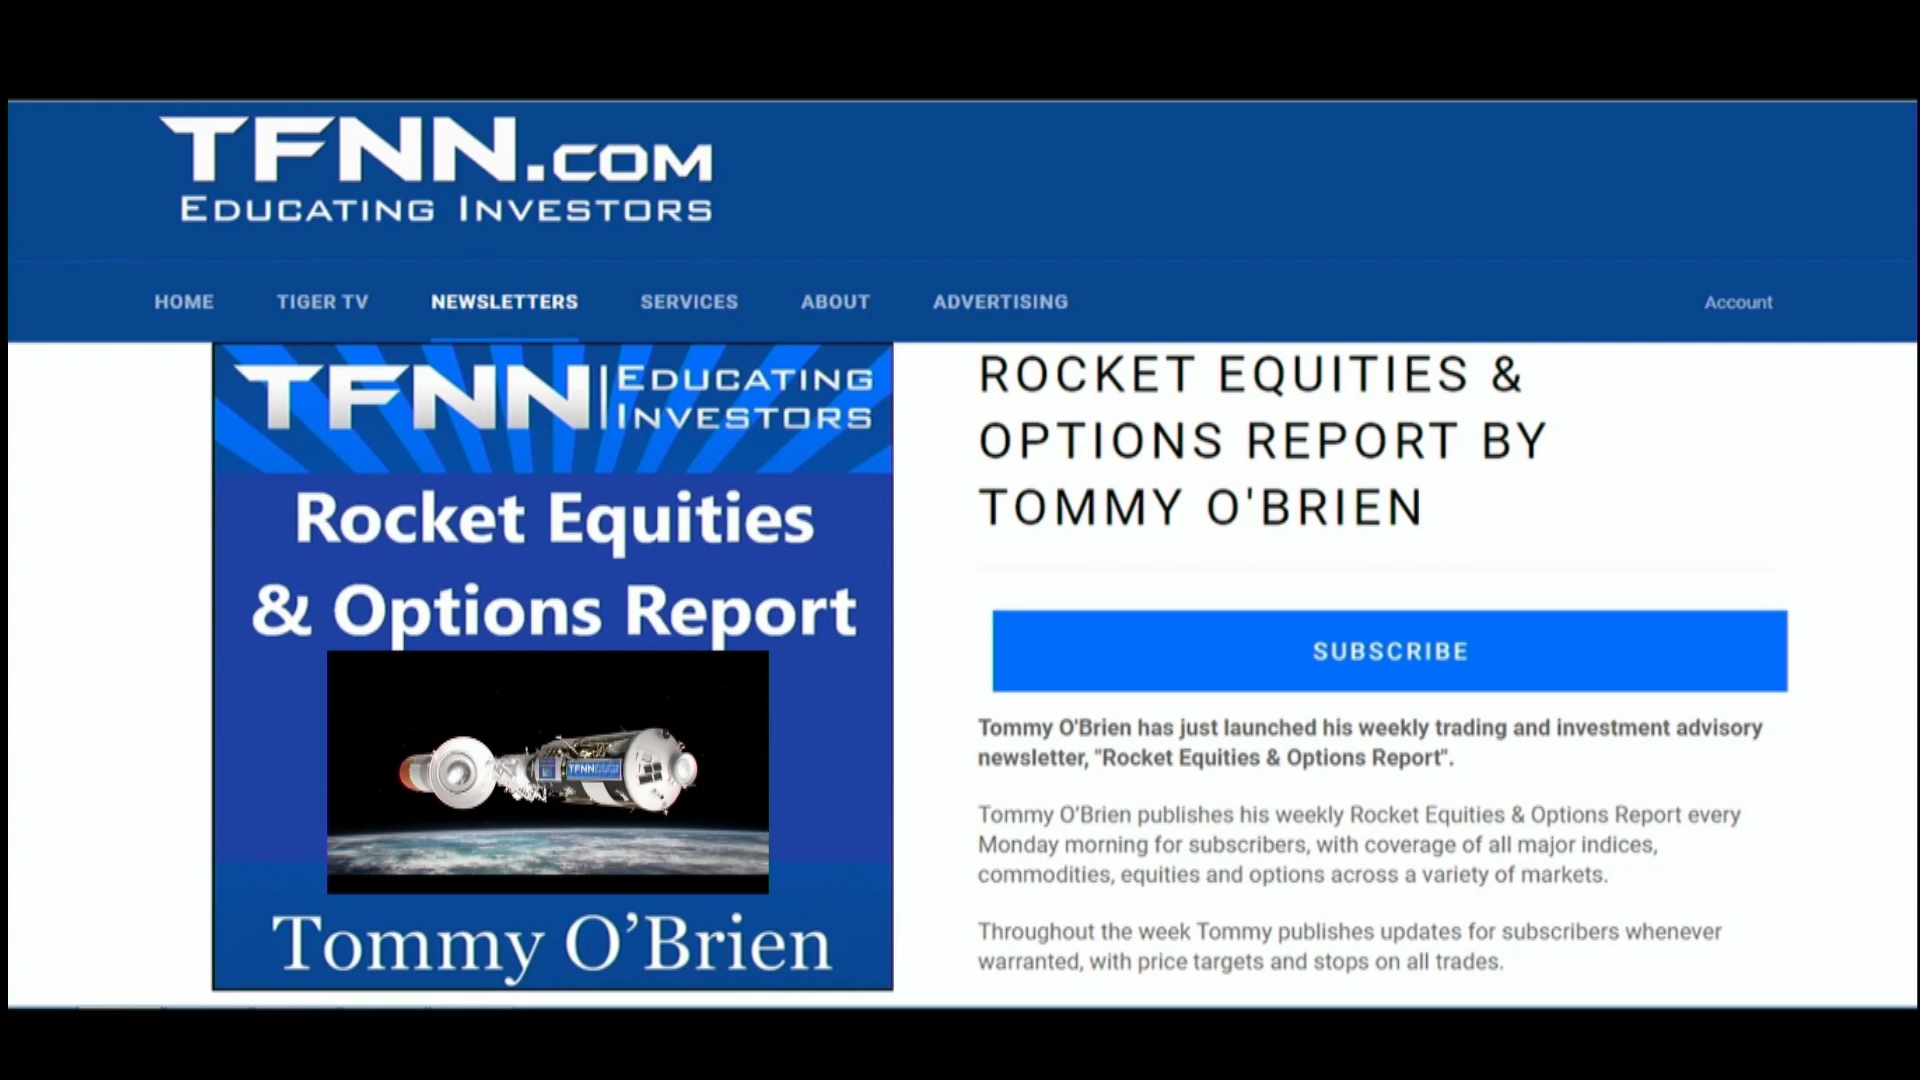 TFNN.COM
EDUCATING INVESTORS
HOME TIGER TV NEWSLETTERS SERVICES ABOUT ADVERTISING Account
TFNN EDUCATING
INVESTORS
Rocket Equities
& Options Report
TFNN
Tommy O’Brien
ROCKET EQUITIES &
OPTIONS REPORT BY
TOMMY O'BRIEN
SUBSCRIBE
Tommy O'Brien has just launched his weekly trading and investment advisory
newsletter, "Rocket Equities & Options Report".
Tommy O'Brien publishes his weekly Rocket Equities & Options Report every
Monday morning for subscribers, with coverage of all major indices,
commodities, equities and options across a variety of markets.
Throughout the week Tommy publishes updates for subscribers whenever
warranted, with price targets and stops on all trades.